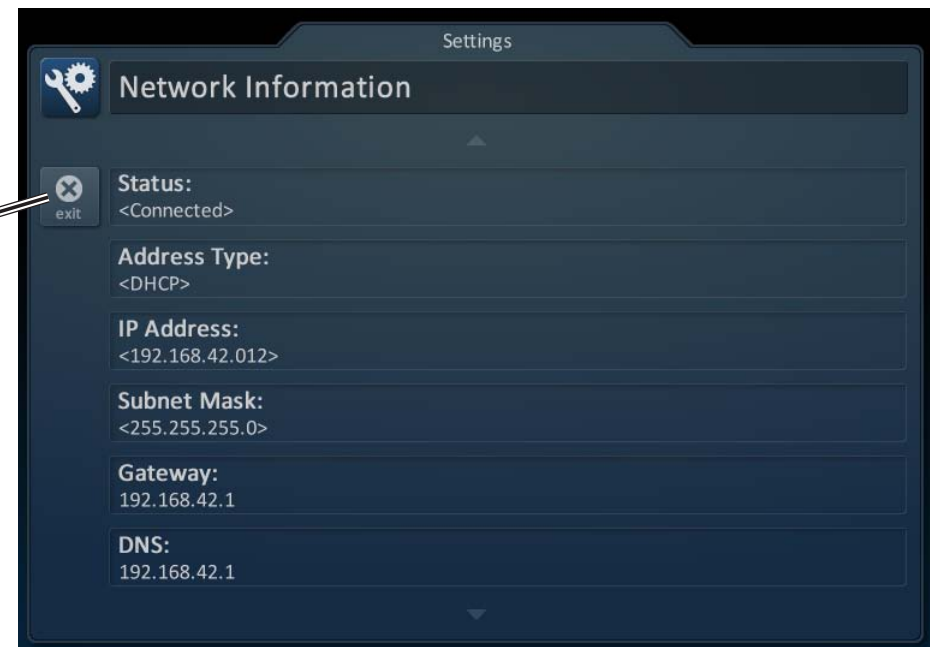 Settings
Network Information
exit
Status:
<Connected>
Address Type:
<DHCP>
IP Address:
<192.168.42.012>
Subnet Mask:
<255.255.255.0>
Gateway:
192.168.42.1
DNS:
192.168.42.1